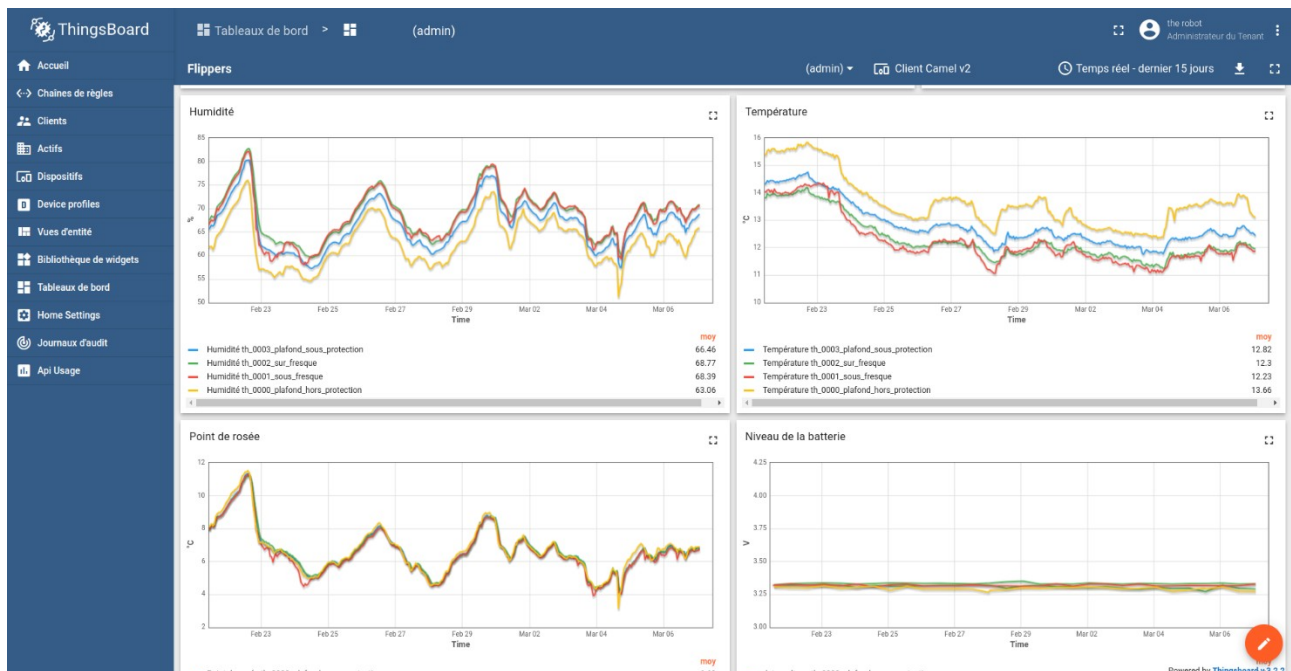 ThingsBoard
Tableaux de bord > (admin)
the robot
Administrateur du Tenant
Flippers
(admin)
Client Camel v2
Temps réel - dernier 15 jours
Accueil
Chaînes de règles
Clients
Actifs
Dispositifs
Device profiles
Vues d'entité
Bibliothèque de widgets
Tableaux de bord
Home Settings
Journaux d'audit
Api Usage
Humidité
85
80
75
70
65
60
55
50
%
Feb 23 Feb 25 Feb 27 Feb 29 Mar 02 Mar 04 Mar 06
Time
moy
Humidité th_0003_plafond_sous_protection 66.46
Humidité th_0002_sur_fresque 68.77
Humidité th_0001_sous_fresque 68.39
Humidité th_0000_plafond_hors_protection 63.06
Température
16
15
14
13
12
11
10
°C
Feb 23 Feb 25 Feb 27 Feb 29 Mar 02 Mar 04 Mar 06
Time
moy
Température th_0003_plafond_sous_protection 12.82
Température th_0002_sur_fresque 12.3
Température th_0001_sous_fresque 12.23
Température th_0000_plafond_hors_protection 13.66
Point de rosée
12
10
8
6
4
2
°C
Feb 23 Feb 25 Feb 27 Feb 29 Mar 02 Mar 04 Mar 06
Time
moy
Niveau de la batterie
4.25
4.00
3.75
3.50
3.25
3.00
V
Feb 23 Feb 25 Feb 27 Feb 29 Mar 02 Mar 04 Mar 06
Time
Powered by Thingsboard v.3.2.2